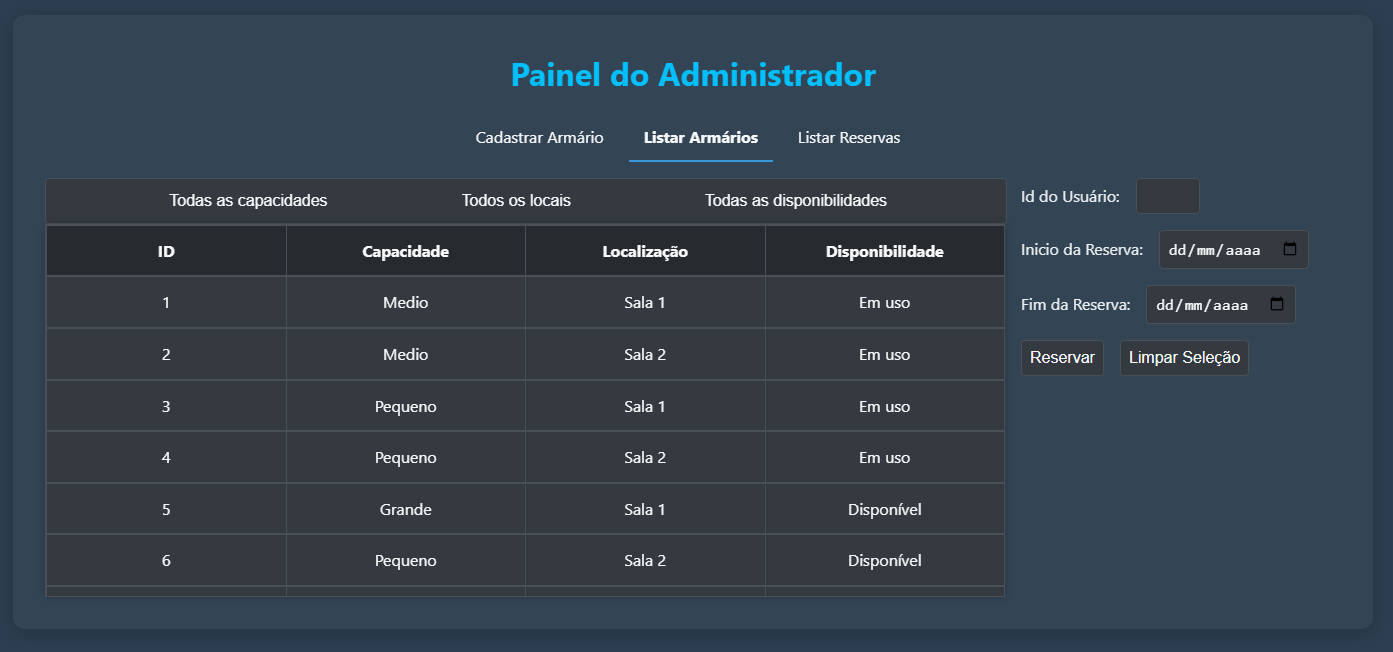 Painel do Administrador
Cadastrar Armário Listar Armários Listar Reservas
Todas as capacidades Todos os locais Todas as disponibilidades
ID Capacidade Localização Disponibilidade
1 Medio Sala 1 Em uso
2 Medio Sala 2 Em uso
3 Pequeno Sala 1 Em uso
4 Pequeno Sala 2 Em uso
5 Grande Sala 1 Disponível
6 Pequeno Sala 2 Disponível
Id do Usuário:
Inicio da Reserva: dd/mm/aaaa
Fim da Reserva: dd/mm/aaaa
Reservar Limpar Seleção